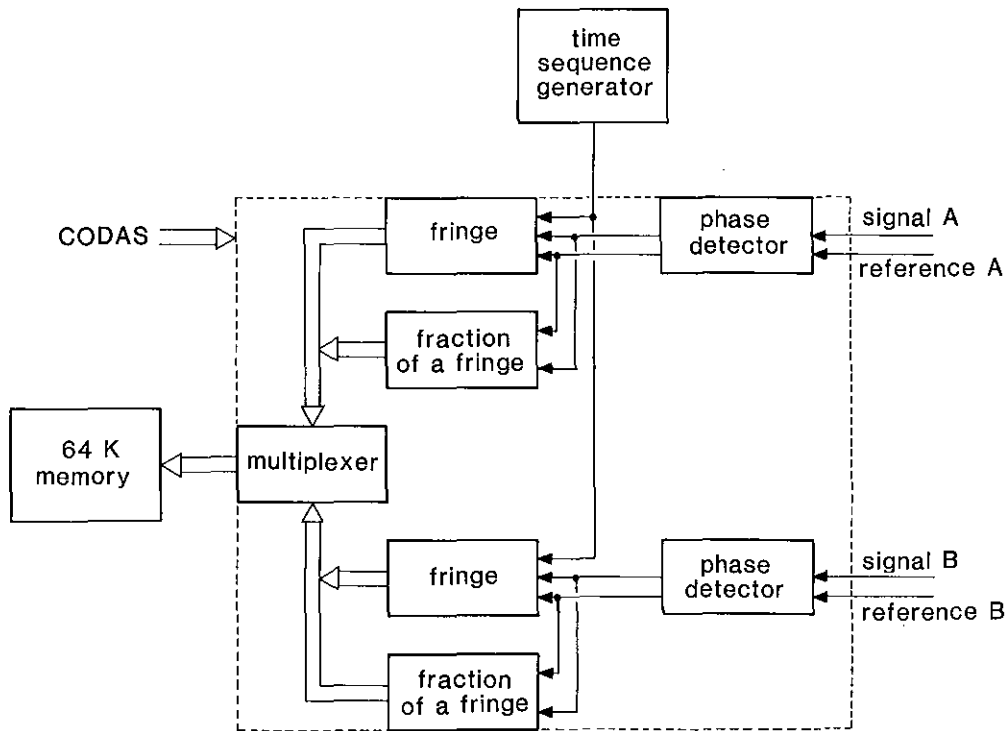 time
sequence
generator
CODAS
fringe
phase
detector
signal A
reference A
fraction
of a fringe
64 K
memory
multiplexer
fringe
phase
detector
signal B
reference B
fraction
of a fringe